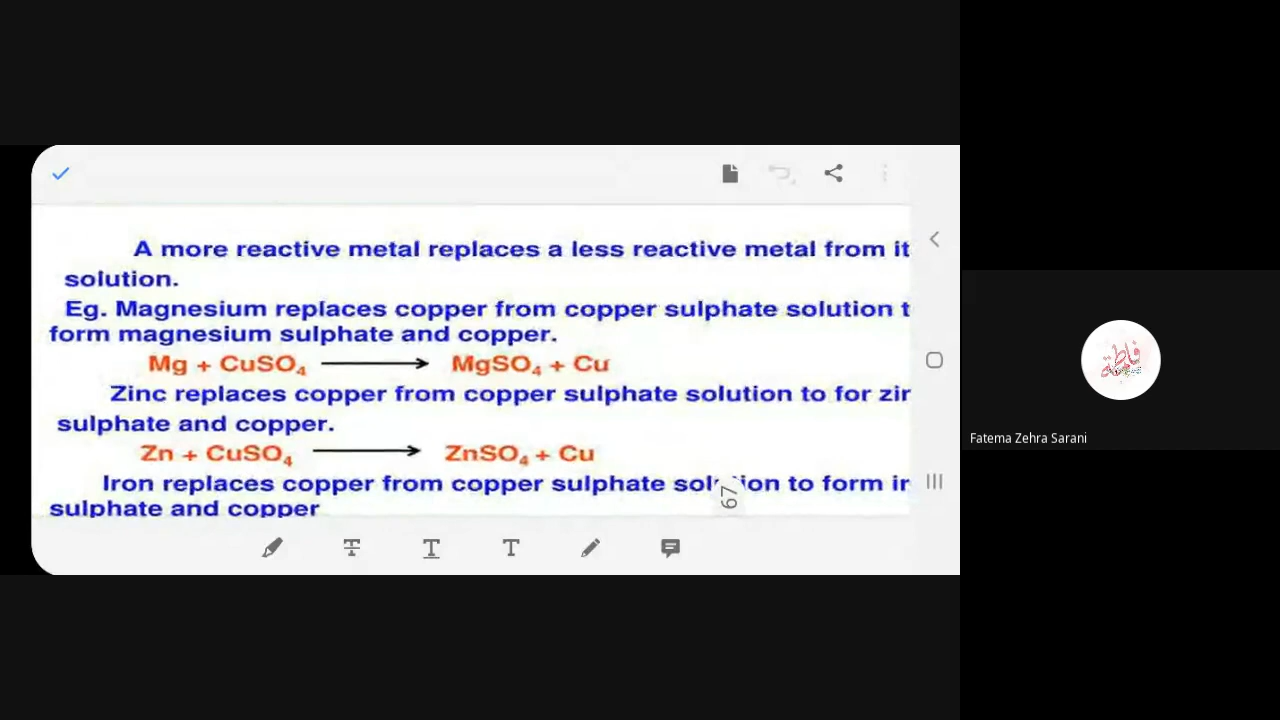 A more reactive metal replaces a less reactive metal from it
solution.
Eg. Magnesium replaces copper from copper sulphate solution t
form magnesium sulphate and copper.
Mg + CuSO₄ ⟶ MgSO₄ + Cu
Zinc replaces copper from copper sulphate solution to for zin
sulphate and copper.
Zn + CuSO₄ ⟶ ZnSO₄ + Cu
Iron replaces copper from copper sulphate solution to form ir
sulphate and copper
67
فاطمة
Fatema Zehra Sarani